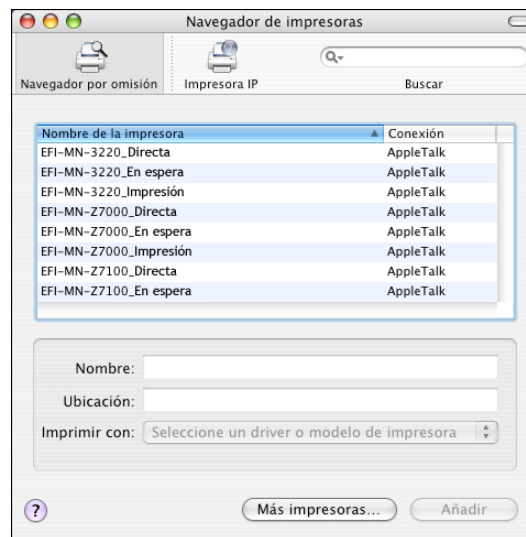 Navegador de impresoras
Navegador por omisión
Impresora IP
Buscar
Nombre de la impresora Conexión
EFI-MN-3220_Directa AppleTalk
EFI-MN-3220_En espera AppleTalk
EFI-MN-3220_Impresión AppleTalk
EFI-MN-Z7000_Directa AppleTalk
EFI-MN-Z7000_En espera AppleTalk
EFI-MN-Z7000_Impresión AppleTalk
EFI-MN-Z7100_Directa AppleTalk
EFI-MN-Z7100_En espera AppleTalk
Nombre:
Ubicación:
Imprimir con: Seleccione un driver o modelo de impresora
? Más impresoras... Añadir